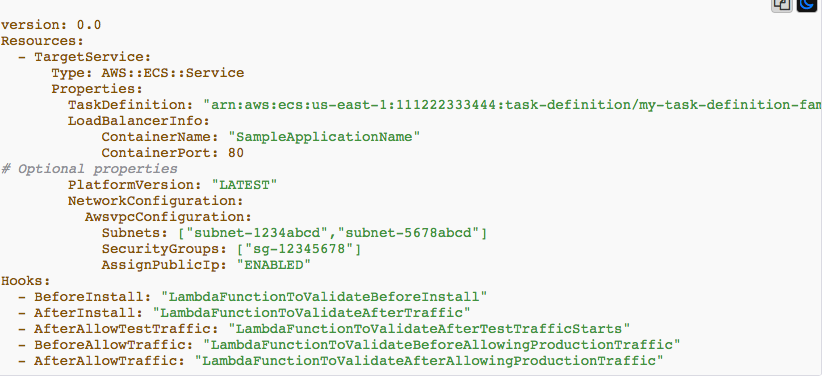 version: 0.0
Resources:
  - TargetService:
      Type: AWS::ECS::Service
      Properties:
        TaskDefinition: "arn:aws:ecs:us-east-1:111222333444:task-definition/my-task-definition-fam
        LoadBalancerInfo:
            ContainerName: "SampleApplicationName"
            ContainerPort: 80
# Optional properties
        PlatformVersion: "LATEST"
        NetworkConfiguration:
          AwsvpcConfiguration:
            Subnets: ["subnet-1234abcd","subnet-5678abcd"]
            SecurityGroups: ["sg-12345678"]
            AssignPublicIp: "ENABLED"
Hooks:
  - BeforeInstall: "LambdaFunctionToValidateBeforeInstall"
  - AfterInstall: "LambdaFunctionToValidateAfterTraffic"
  - AfterAllowTestTraffic: "LambdaFunctionToValidateAfterTestTrafficStarts"
  - BeforeAllowTraffic: "LambdaFunctionToValidateBeforeAllowingProductionTraffic"
  - AfterAllowTraffic: "LambdaFunctionToValidateAfterAllowingProductionTraffic"